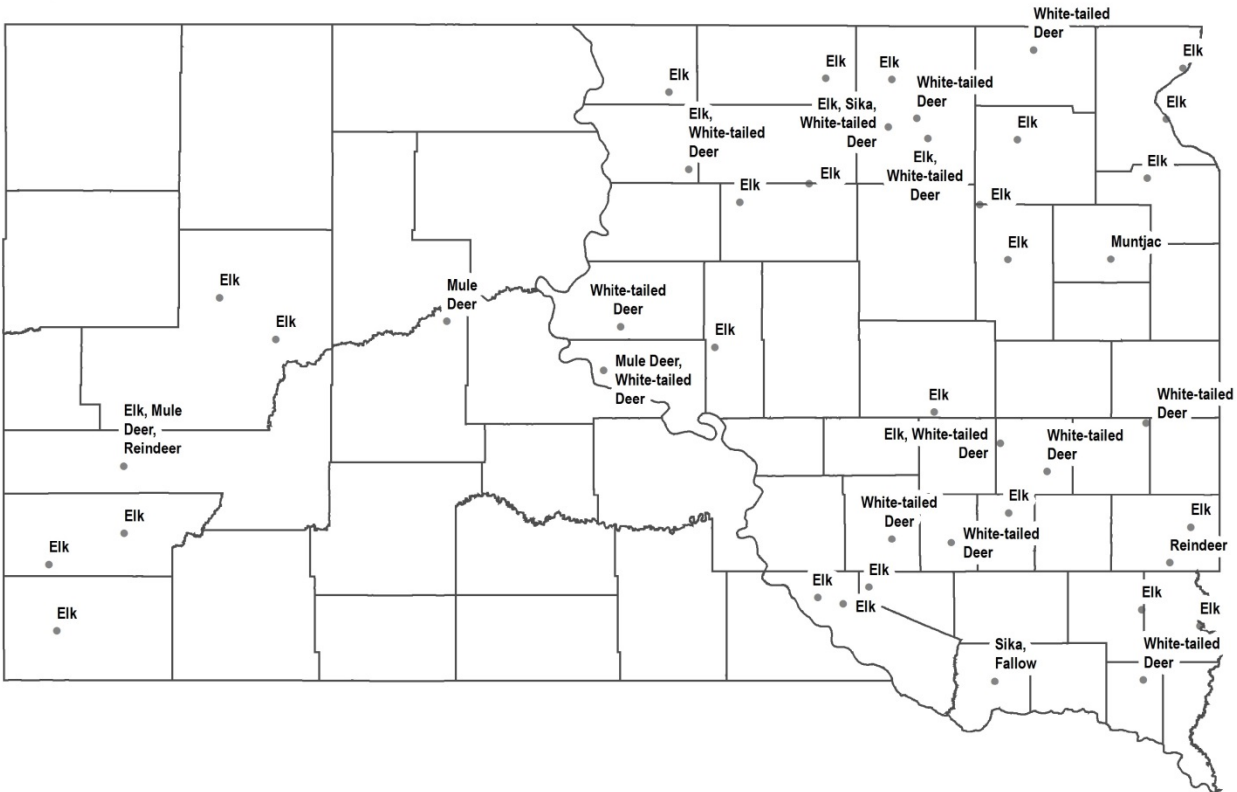 White-tailed
Deer
Elk
Elk
Elk
Elk
White-tailed
Deer
Elk
Elk, Sika,
White-tailed
Deer
Elk,
White-tailed
Deer
Elk
Elk,
White-tailed
Deer
Elk
Elk
Elk
Elk
Elk
Muntjac
Elk
Mule
Deer
White-tailed
Deer
Elk
Elk
Mule Deer,
White-tailed
Deer
Elk
White-tailed
Deer
Elk, Mule
Deer,
Reindeer
Elk, White-tailed
Deer
White-tailed
Deer
Elk
White-tailed
Deer
Elk
Elk
White-tailed
Deer
Reindeer
Elk
Elk
Elk
Elk
Elk
Elk
Elk
Sika,
Fallow
White-tailed
Deer